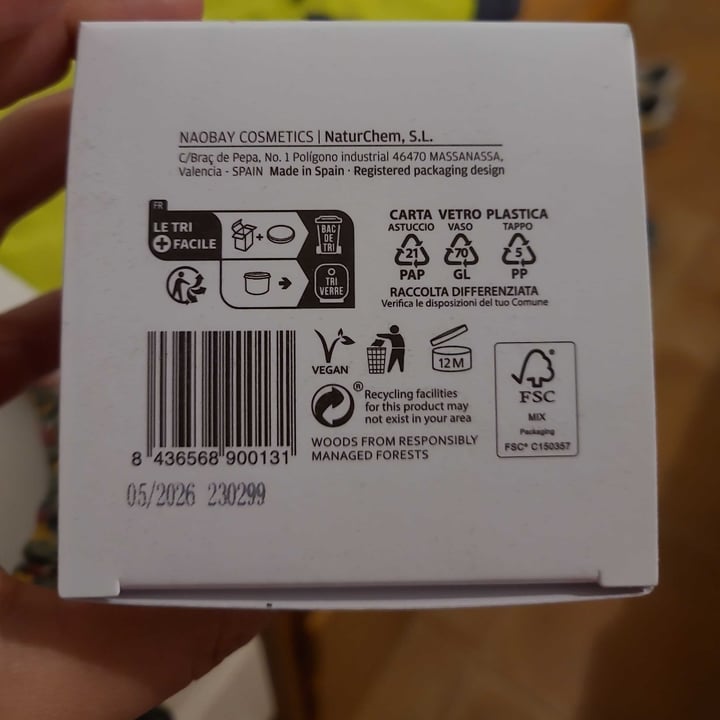 NAOBAY COSMETICS | NaturChem, S.L.
C/Braç de Pepa, No. 1 Polígono industrial 46470 MASSANASSA,
Valencia - SPAIN Made in Spain · Registered packaging design
FR
LE TRI
+ FACILE
+
BAC
DE
TRI
TRI
VERRE
CARTA VETRO PLASTICA
ASTUCCIO VASO TAPPO
21 70 5
PAP GL PP
RACCOLTA DIFFERENZIATA
Verifica le disposizioni del tuo Comune
VEGAN
12 M
®
Recycling facilities
for this product may
not exist in your area
WOODS FROM RESPONSIBLY
MANAGED FORESTS
FSC
MIX
Packaging
FSC® C150357
8 436568 900131
05/2026 230299